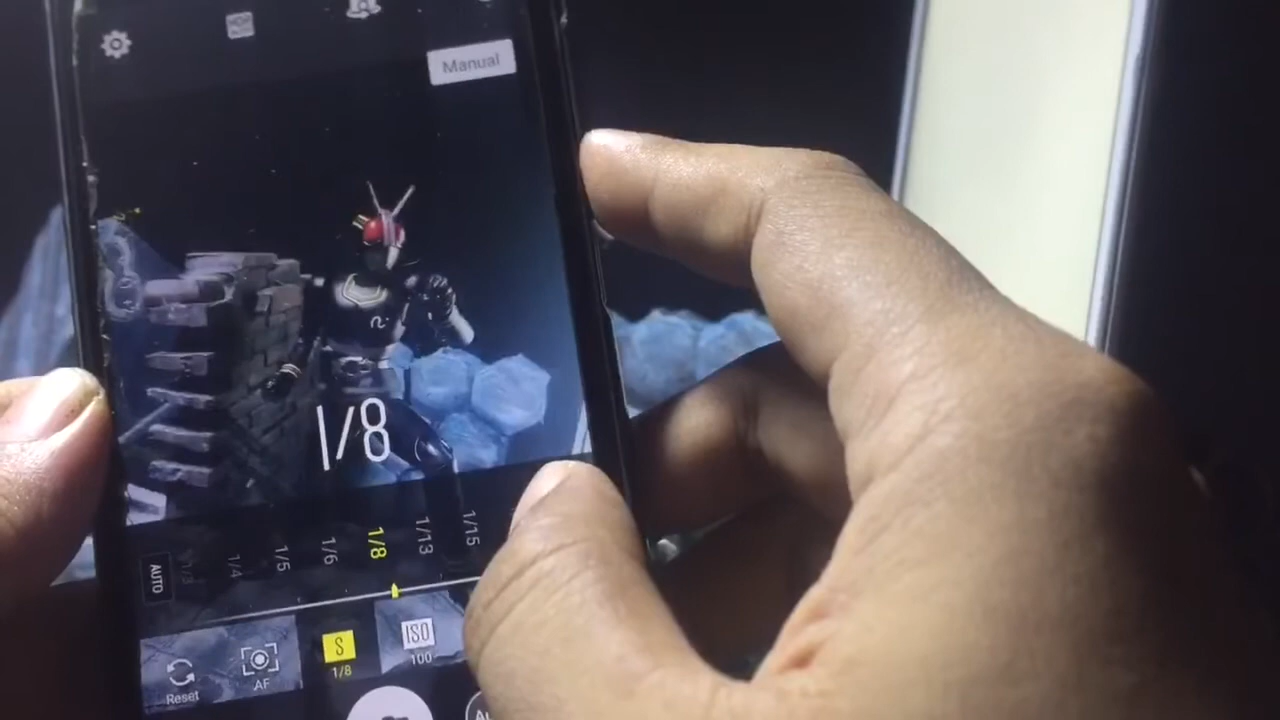 HDR
Manual
1/8
AUTO 1/4 1/5 1/6 1/8 1/13 1/15
S ISO
1/8 100
Reset AF